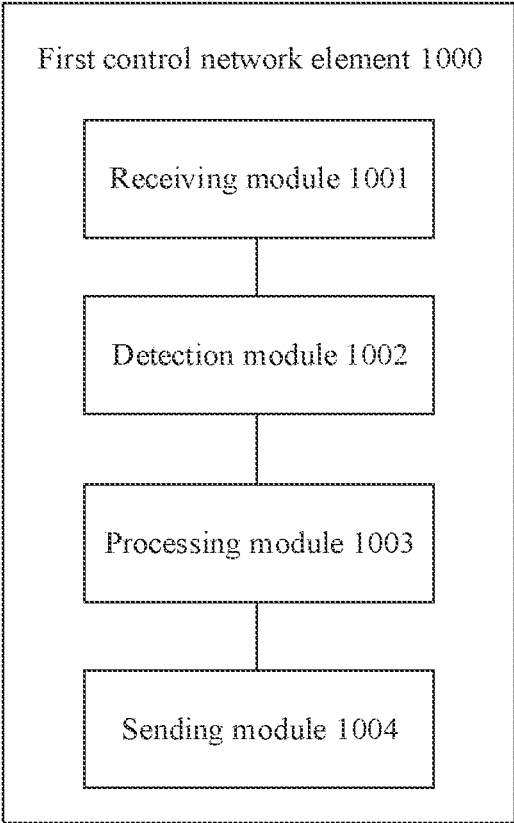 First control network element 1000
Receiving module 1001
Detection module 1002
Processing module 1003
Sending module 1004